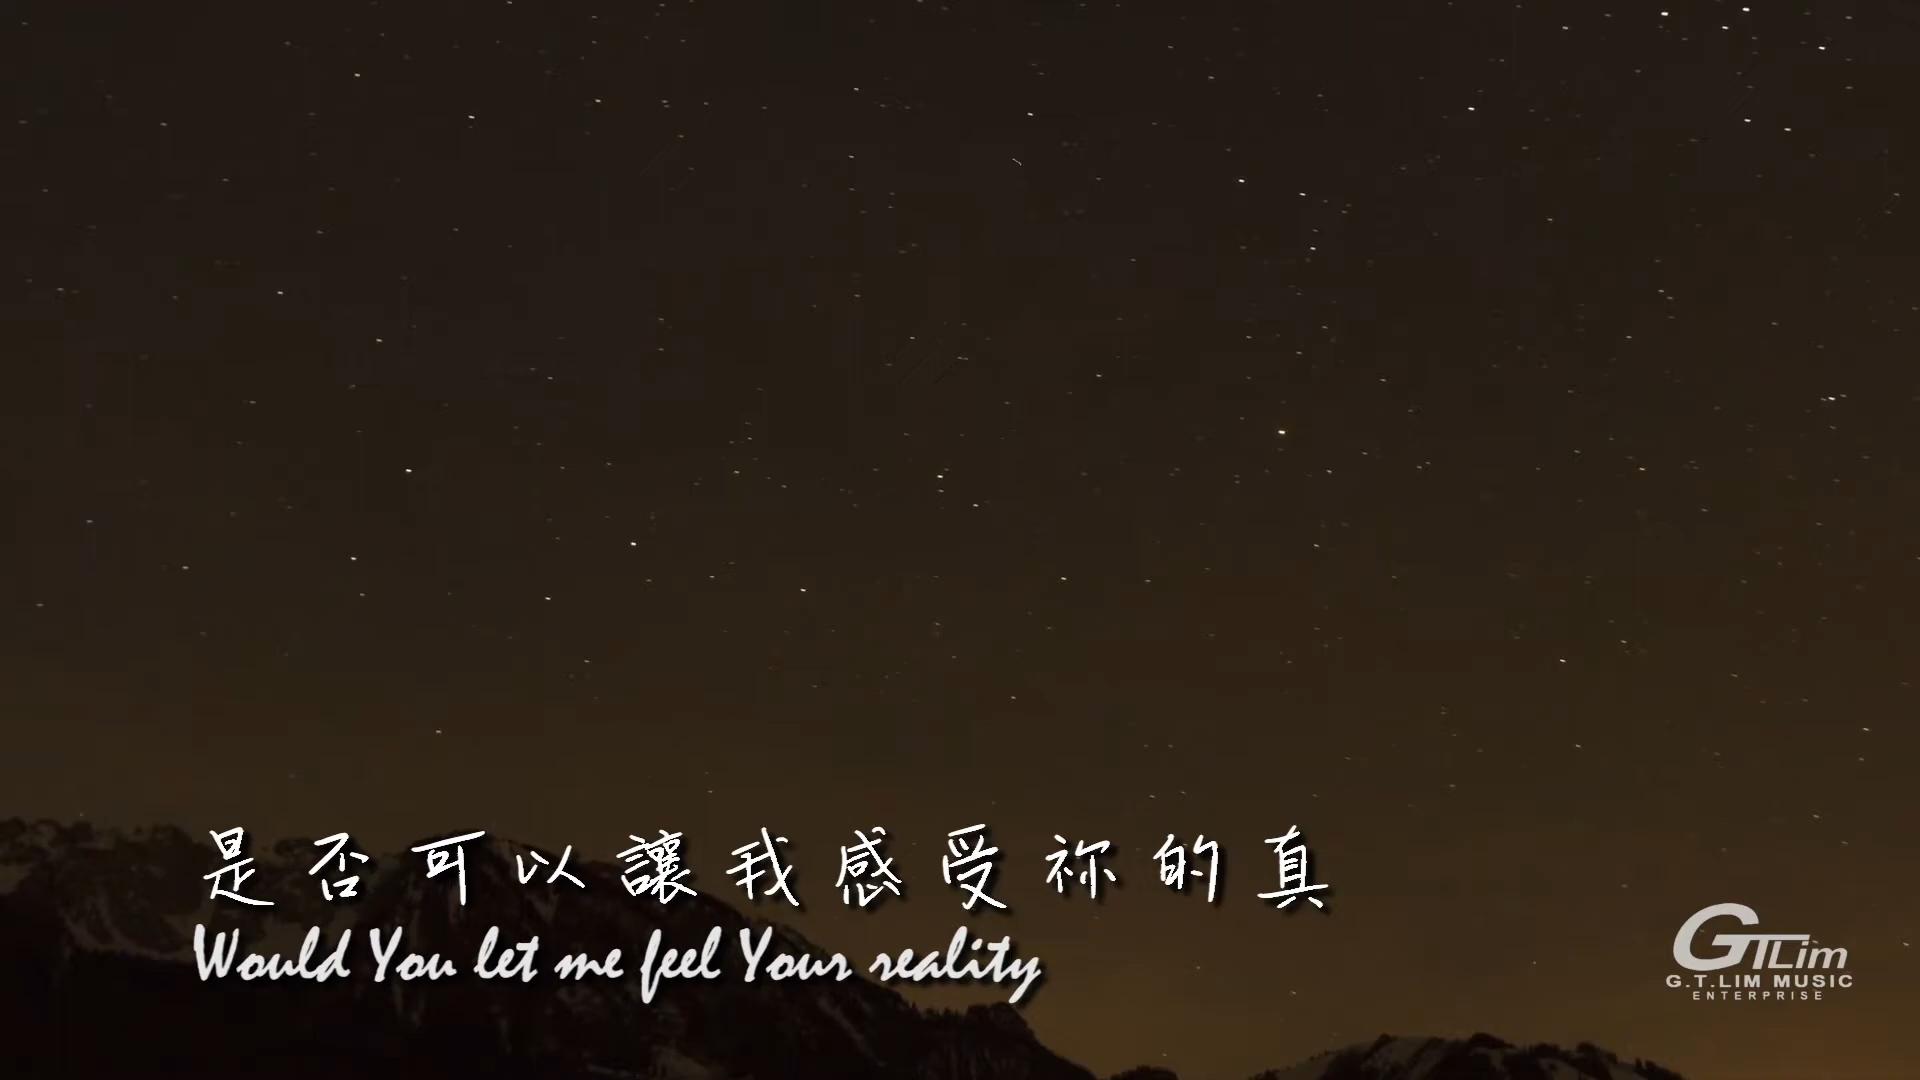 是否可以讓我感受祢的真
Would You let me feel Your reality
GTLim
G.T.LIM MUSIC
ENTERPRISE